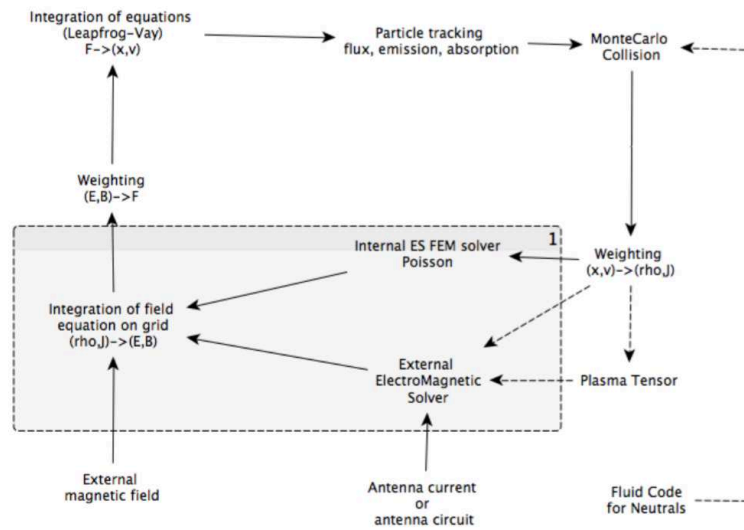 Integration of equations
(Leapfrog-Vay)
F->(x,v)
Particle tracking
flux, emission, absorption
MonteCarlo
Collision
Weighting
(E,B)->F
1
Internal ES FEM solver
Poisson
Weighting
(x,v)->(rho,J)
Integration of field
equation on grid
(rho,J)->(E,B)
External
ElectroMagnetic
Solver
Plasma Tensor
External
magnetic field
Antenna current
or
antenna circuit
Fluid Code
for Neutrals